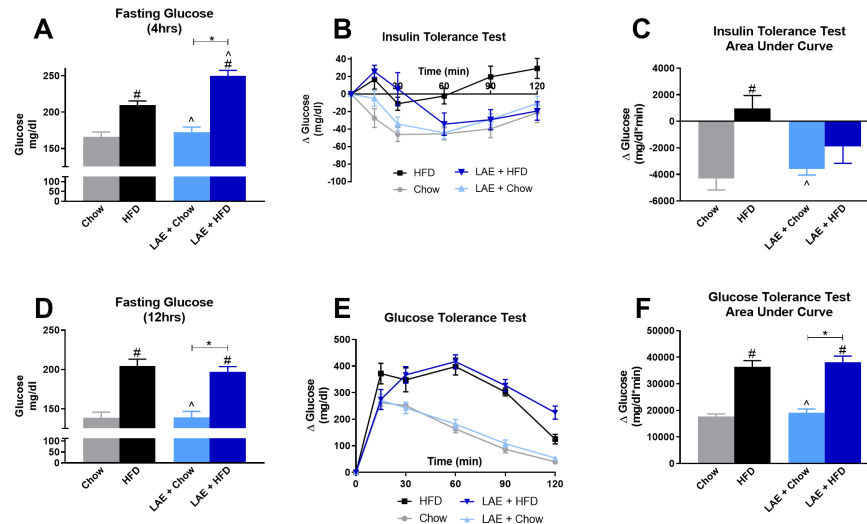 A
Fasting Glucose
(4hrs)
Glucose
mg/dl
250
200
150
100
50
0
#
^
*
^
#
Chow
HFD
LAE + Chow
LAE + HFD
B
Insulin Tolerance Test
Δ Glucose
(mg/dl)
40
20
0
-20
-40
-60
-80
-100
Time (min)
30
60
90
120
HFD
LAE + HFD
Chow
LAE + Chow
C
Insulin Tolerance Test
Area Under Curve
Δ Glucose
(mg/dl*min)
4000
2000
0
-2000
-4000
-6000
#
^
Chow
HFD
LAE + Chow
LAE + HFD
D
Fasting Glucose
(12hrs)
Glucose
mg/dl
250
200
150
100
50
0
#
^
*
#
Chow
HFD
LAE + Chow
LAE + HFD
E
Glucose Tolerance Test
Δ Glucose
(mg/dl)
500
400
300
200
100
0
Time (min)
0
30
60
90
120
HFD
LAE + HFD
Chow
LAE + Chow
F
Glucose Tolerance Test
Area Under Curve
Δ Glucose
(mg/dl*min)
50000
40000
30000
20000
10000
0
#
^
*
#
Chow
HFD
LAE + Chow
LAE + HFD